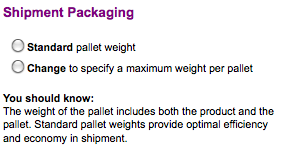 Shipment Packaging
Standard pallet weight
Change to specify a maximum weight per pallet
You should know:
The weight of the pallet includes both the product and the
pallet. Standard pallet weights provide optimal efficiency
and economy in shipment.